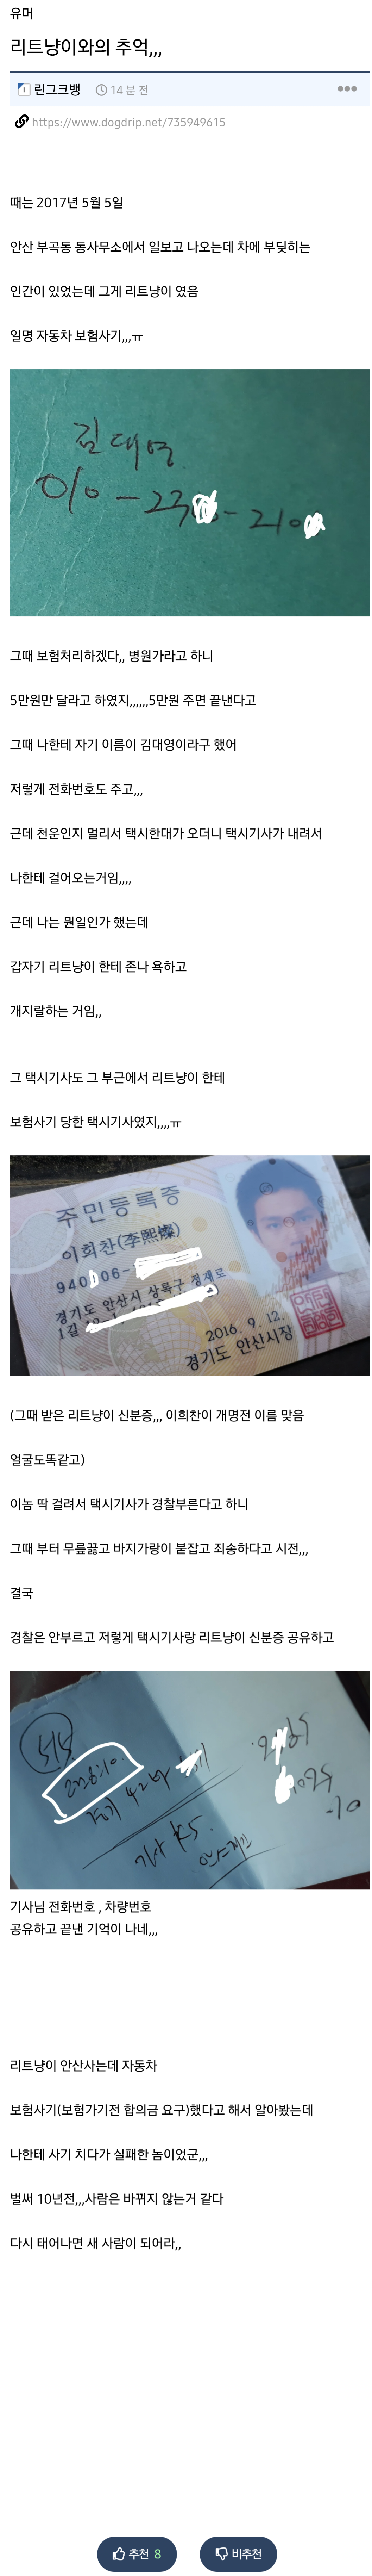 유머
리트냥이와의 추억,,,
린그크뱅 14 분 전
https://www.dogdrip.net/735949615
때는 2017년 5월 5일
안산 부곡동 동사무소에서 일보고 나오는데 차에 부딪히는
인간이 있었는데 그게 리트냥이 였음
일명 자동차 보험사기,,,ㅠ
김대영
010-23 - 210
그때 보험처리하겠다,, 병원가라고 하니
5만원만 달라고 하였지,,,,,,5만원 주면 끝낸다고
그때 나한테 자기 이름이 김대영이라구 했어
저렇게 전화번호도 주고,,,
근데 천운인지 멀리서 택시한대가 오더니 택시기사가 내려서
나한테 걸어오는거임,,,,
근데 나는 뭔일인가 했는데
갑자기 리트냥이 한테 존나 욕하고
개지랄하는 거임,,
그 택시기사도 그 부근에서 리트냥이 한테
보험사기 당한 택시기사였지,,,,ㅠ
주민등록증
이희찬(李熙燦)
940 06-
경기도 안산시 상록구
1길
2016. 9. 12.
경기도 안산시장
(그때 받은 리트냥이 신분증,,, 이희찬이 개명전 이름 맞음
얼굴도똑같고)
이놈 딱 걸려서 택시기사가 경찰부른다고 하니
그때 부터 무릎꿇고 바지가랑이 붙잡고 죄송하다고 시전,,,
결국
경찰은 안부르고 저렇게 택시기사랑 리트냥이 신분증 공유하고
기사님 전화번호 , 차량번호
공유하고 끝낸 기억이 나네,,,
리트냥이 안산사는데 자동차
보험사기(보험가기전 합의금 요구)했다고 해서 알아봤는데
나한테 사기 치다가 실패한 놈이었군,,,
벌써 10년전,,,사람은 바뀌지 않는거 같다
다시 태어나면 새 사람이 되어라,,
추천 8
비추천